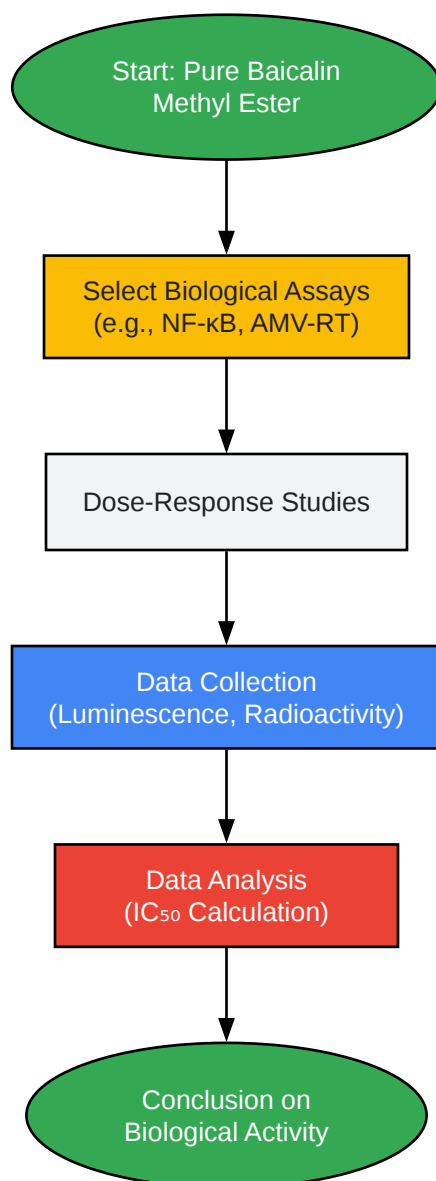 Start: Pure Baicalin
Methyl Ester
Select Biological Assays
(e.g., NF-κB, AMV-RT)
Dose-Response Studies
Data Collection
(Luminescence, Radioactivity)
Data Analysis
(IC₅₀ Calculation)
Conclusion on
Biological Activity